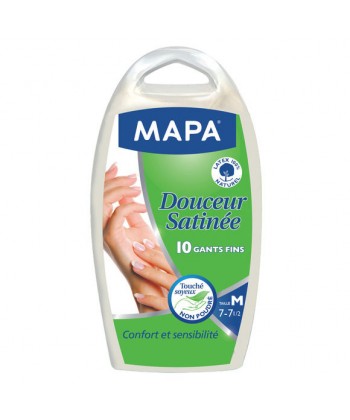 MAPA®
LATEX 100% NATUREL
Douceur
Satinée
10 GANTS FINS
Touché
soyeux
NON POUDRÉ
TAILLE M
7-7 1/2
Confort et sensibilité